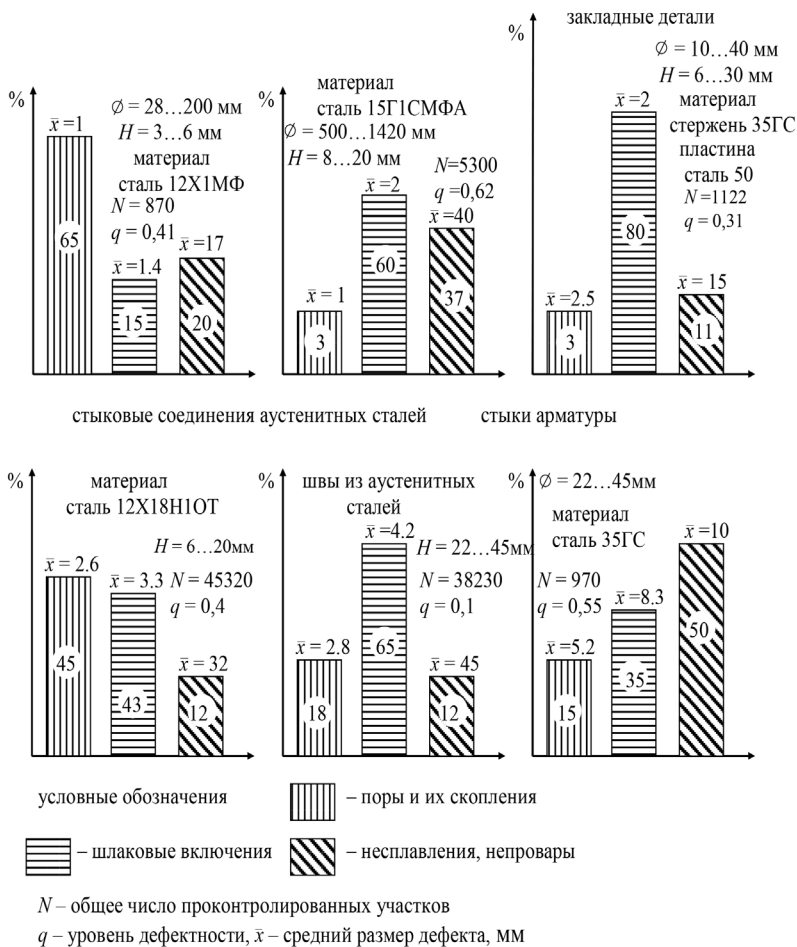 закладные детали
%
∅ = 10…40 мм
H = 6…30 мм
x̄ =2
материал
стержень 35ГС
пластина
сталь 50
N =1122
q = 0,31
80
x̄ = 15
x̄ =2.5
11
3
%
материал
сталь 15Г1СМФА
∅ = 500…1420 мм
H = 8…20 мм
N=5300
q =0,62
x̄ =2
x̄ =40
60
37
x̄ = 1
3
%
x̄ =1
∅ = 28…200 мм
H = 3…6 мм
материал
сталь 12Х1МФ
N = 870
q = 0,41
x̄ =17
65
x̄ =1.4
15
20
стыковые соединения аустенитных сталей
стыки арматуры
%
материал
сталь 12Х18Н1ОТ
H = 6…20мм
x̄ = 2.6
x̄ = 3.3
N = 45320
q = 0,4
45
x̄ = 32
43
12
%
швы из аустенитных
сталей
x̄ =4.2
H = 22…45мм
N = 38230
q = 0,1
x̄ = 2.8
65
x̄ = 45
18
12
%
∅ = 22…45мм
материал
сталь 35ГС
x̄ =10
N = 970
q = 0,55
x̄ =8.3
50
x̄ =5.2
35
15
условные обозначения
– поры и их скопления
– шлаковые включения
– несплавления, непровары
N – общее число проконтролированных участков
q – уровень дефектности, x̄ – средний размер дефекта, мм